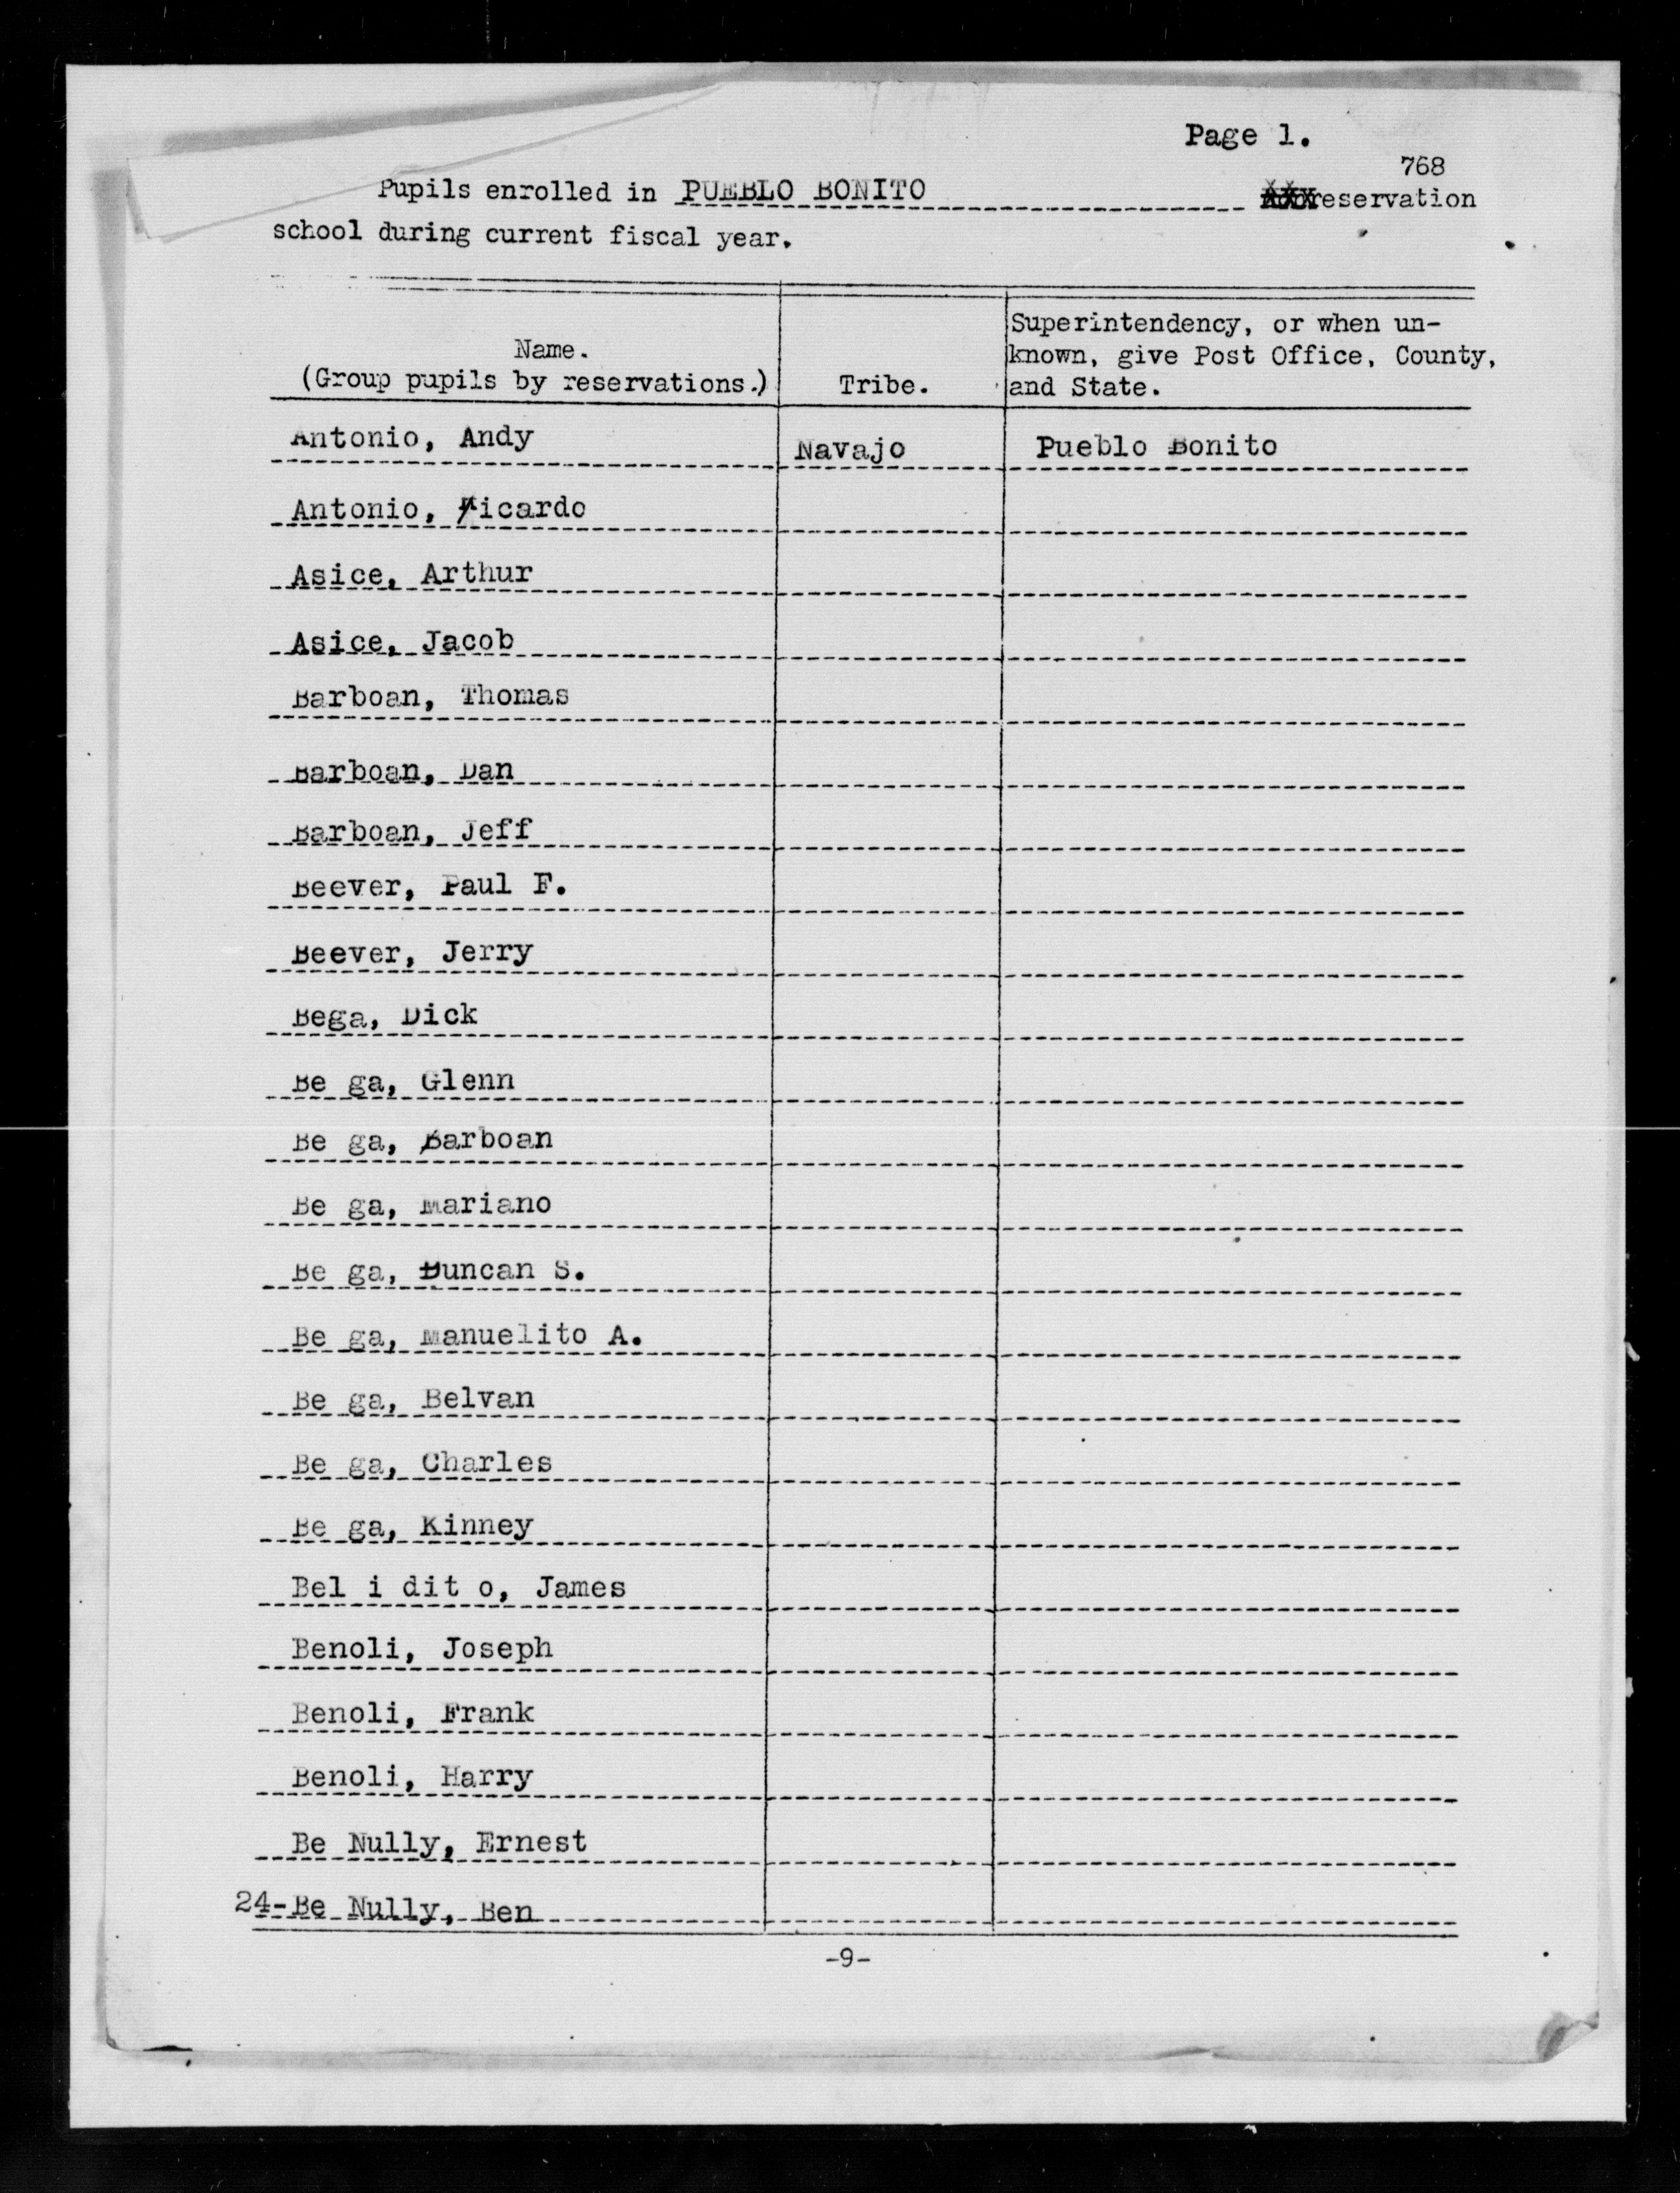 Page 1.
768
Pupils enrolled in PUEBLO BONITO reservation
school during current fiscal year.
Name.
(Group pupils by reservations.)
Tribe.
Superintendency, or when un-
known, give Post Office, County,
and State.
Antonio, Andy Navajo Pueblo Bonito
Antonio, Ricardo
Asice, Arthur
Asice, Jacob
Barboan, Thomas
Barboan, Dan
Barboan, Jeff
Beever, Paul F.
Beever, Jerry
Bega, Dick
Be ga, Glenn
Be ga, Barboan
Be ga, Mariano
Be ga, Duncan S.
Be ga, Manuelito A.
Be ga, Belvan
Be ga, Charles
Be ga, Kinney
Bel i dit o, James
Benoli, Joseph
Benoli, Frank
Benoli, Harry
Be Nully, Ernest
24-Be Nully, Ben
-9-